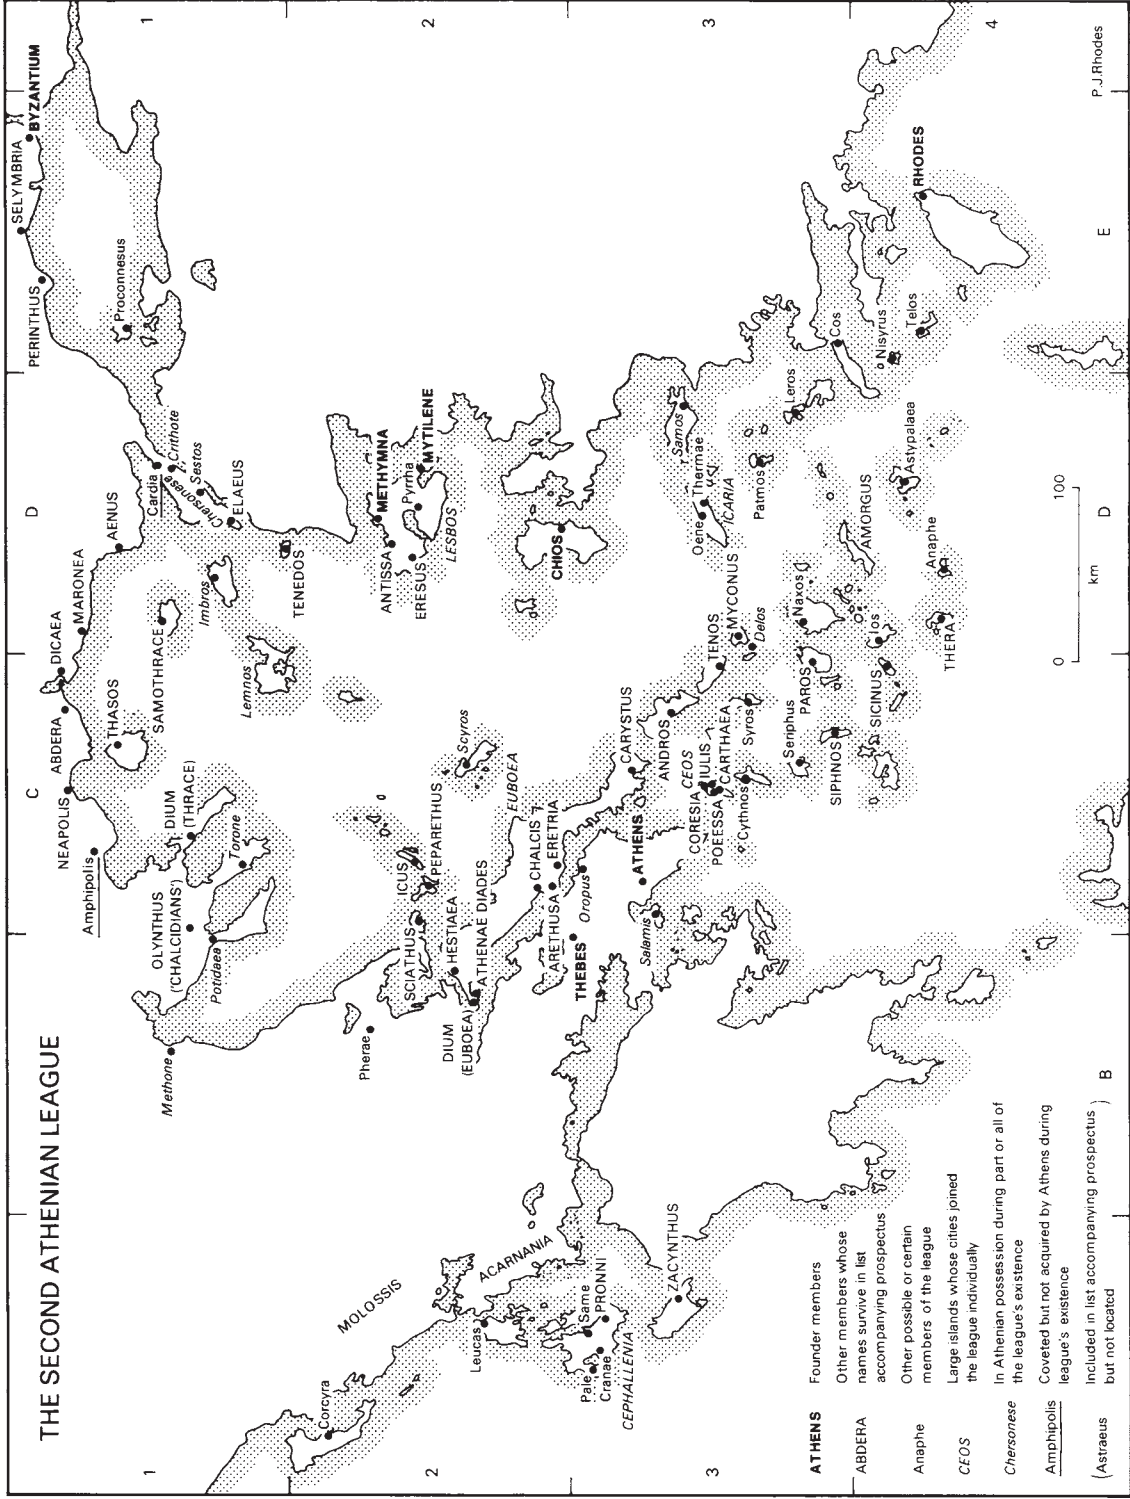 THE SECOND ATHENIAN LEAGUE
B
C
D
E
1
2
3
4
1
2
3
SELYMBRIA
BYZANTIUM
PERINTHUS
Proconnesus
DICAEA
MARONEA
AENUS
ABDERA
NEAPOLIS
THASOS
Amphipolis
SAMOTHRACE
Cardia
Crithote
Sestos
Chersonese
ELAEUS
Imbros
TENEDOS
Lemnos
DIUM
(THRACE)
Torone
OLYNTHUS
('CHALCIDIANS')
Potidaea
Methone
Pherae
Corcyra
MOLOSSIS
ACARNANIA
Leucas
Same
PRONNI
Pale
Cranae
CEPHALLENIA
ZACYNTHUS
ICUS
PEPARETHUS
SCIATHUS
HESTIAEA
ATHENAE DIADES
DIUM
(EUBOEA)
Scyros
EUBOEA
CHALCIS
ERETRIA
ARETHUSA
Oropus
THEBES
CARYSTUS
ATHENS
Salamis
ANTISSA
METHYMNA
MYTILENE
Pyrrha
ERESUS
LESBOS
CHIOS
Samos
Thermae
Oene
ICARIA
Patmos
Leros
Cos
Nisyrus
Telos
RHODES
ANDROS
TENOS
MYCONUS
Delos
CORESIA
CEOS
IULIS
POEESSA
CARTHAEA
Syros
Cythnos
Seriphus
PAROS
Naxos
SIPHNOS
SICINUS
Ios
AMORGUS
Astypalaea
Anaphe
THERA
0 km 100
ATHENS Founder members
ABDERA Other members whose
names survive in list
accompanying prospectus
Anaphe Other possible or certain
members of the league
CEOS Large islands whose cities joined
the league individually
Chersonese In Athenian possession during part or all of
the league's existence
Amphipolis Coveted but not acquired by Athens during
league's existence
(Astraeus Included in list accompanying prospectus )
but not located
P.J.Rhodes